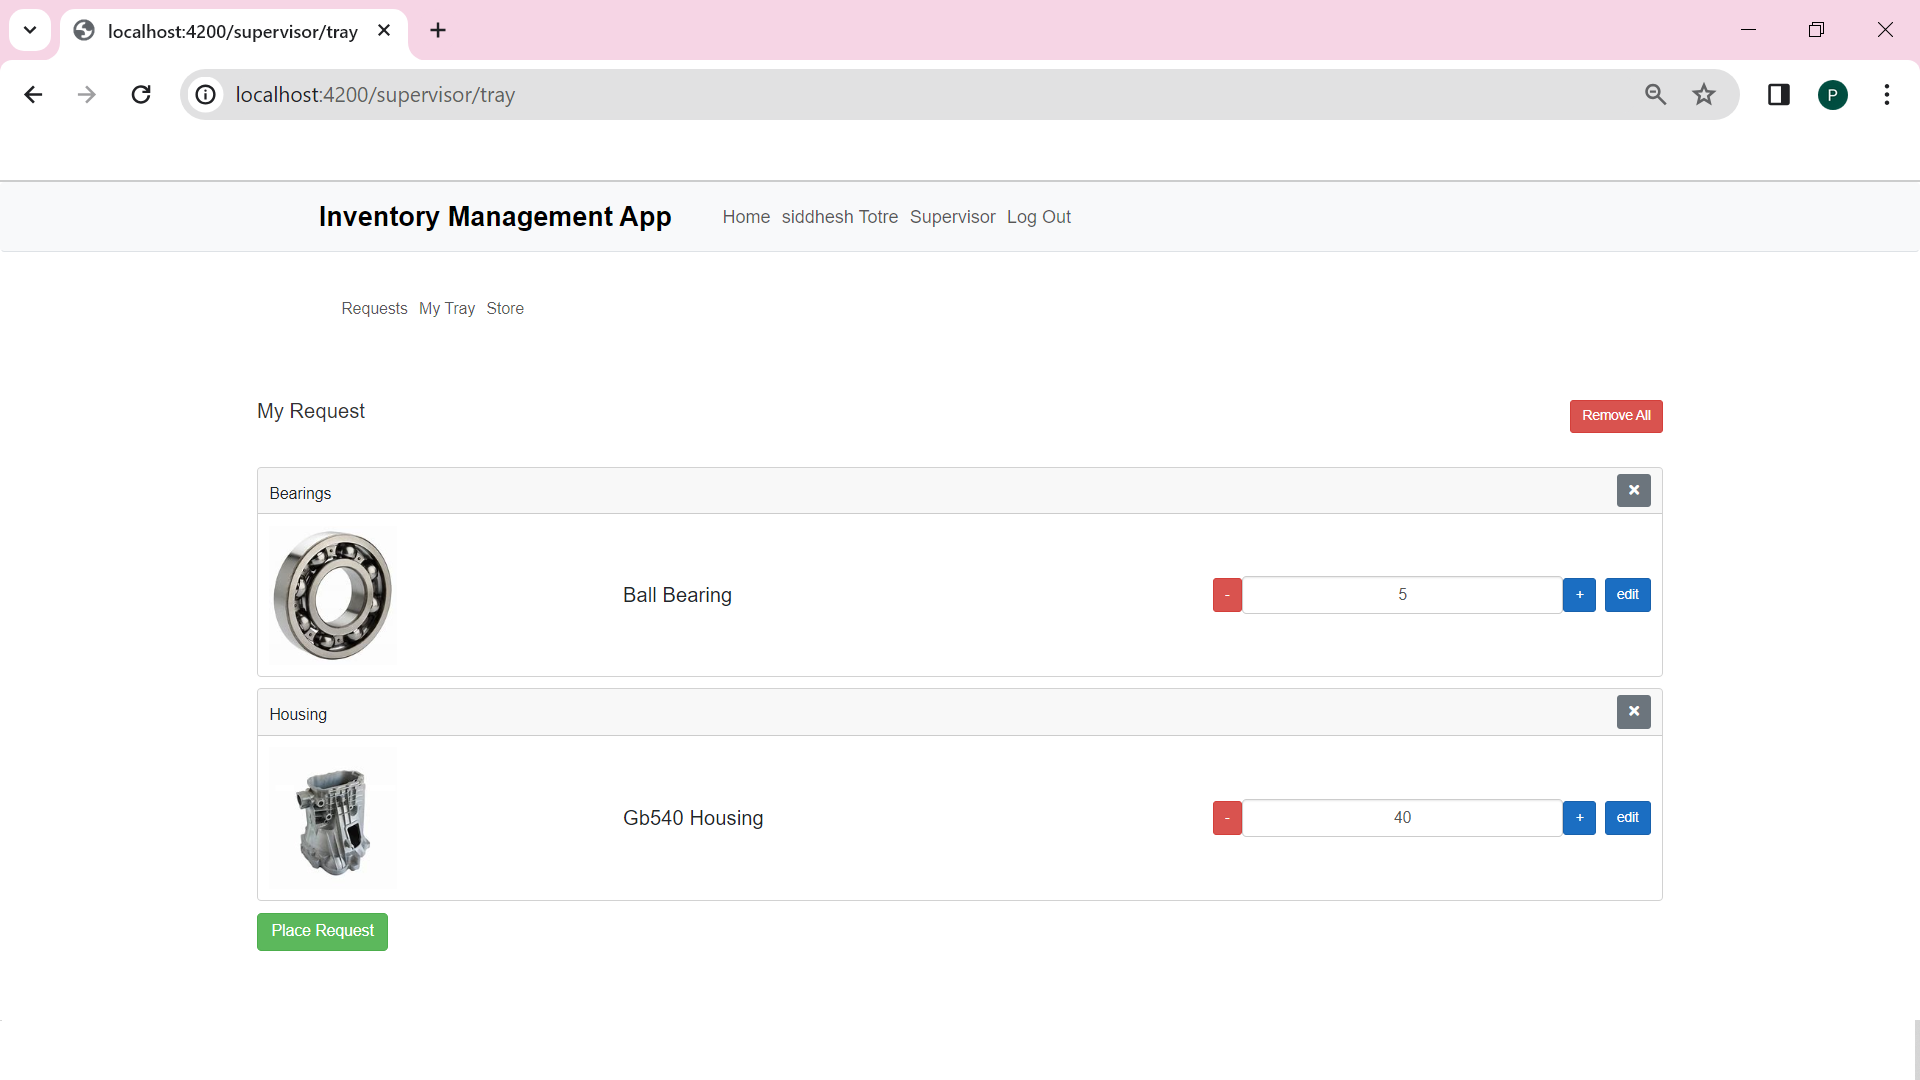 localhost:4200/supervisor/tray
localhost:4200/supervisor/tray
P
Inventory Management App Home siddhesh Totre Supervisor Log Out
Requests My Tray Store
My Request
Remove All
Bearings
Ball Bearing
- 5 + edit
Housing
Gb540 Housing
- 40 + edit
Place Request